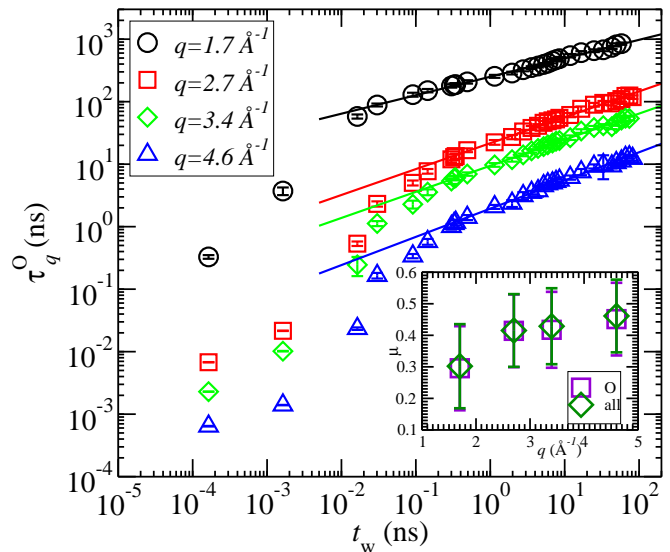 10³
10²
10¹
10⁰
10⁻¹
10⁻²
10⁻³
10⁻⁴
τ_q^O (ns)
q=1.7 Å⁻¹
q=2.7 Å⁻¹
q=3.4 Å⁻¹
q=4.6 Å⁻¹
0.6
0.5
0.4
0.3
0.2
0.1
μ
O
all
1 2 3 4 5
q (Å⁻¹)
10⁻⁵ 10⁻⁴ 10⁻³ 10⁻² 10⁻¹ 10⁰ 10¹ 10²
t_w (ns)